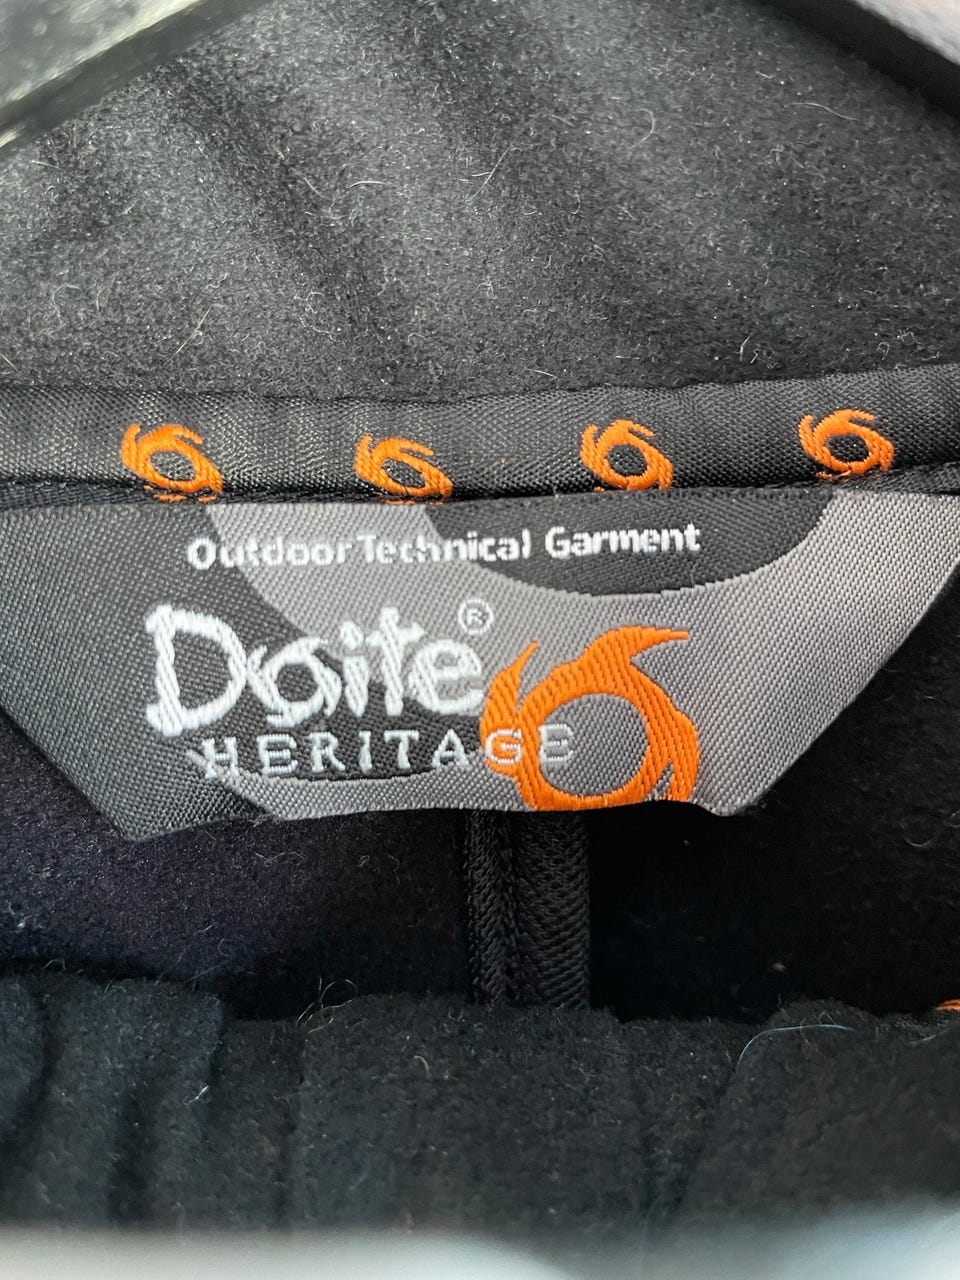 Outdoor Technical Garment
Doite®
HERITAGE